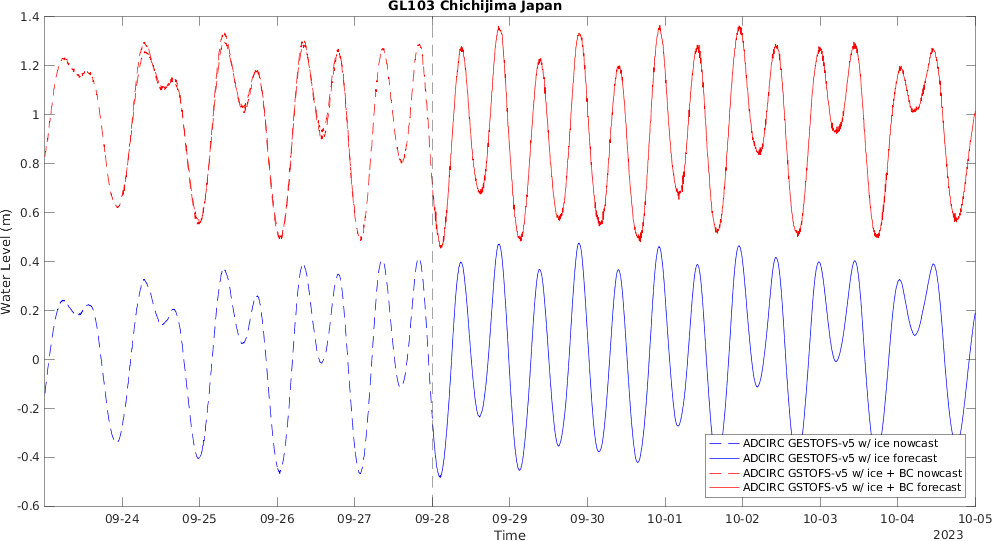 GL103 Chichijima Japan
Water Level (m)
1.4
1.2
1
0.8
0.6
0.4
0.2
0
-0.2
-0.4
-0.6
ADCIRC GESTOFS-v5 w/ ice nowcast
ADCIRC GESTOFS-v5 w/ ice forecast
ADCIRC GSTOFS-v5 w/ ice + BC nowcast
ADCIRC GSTOFS-v5 w/ ice + BC forecast
09-24 09-25 09-26 09-27 09-28 09-29 09-30 10-01 10-02 10-03 10-04 10-05
Time
2023